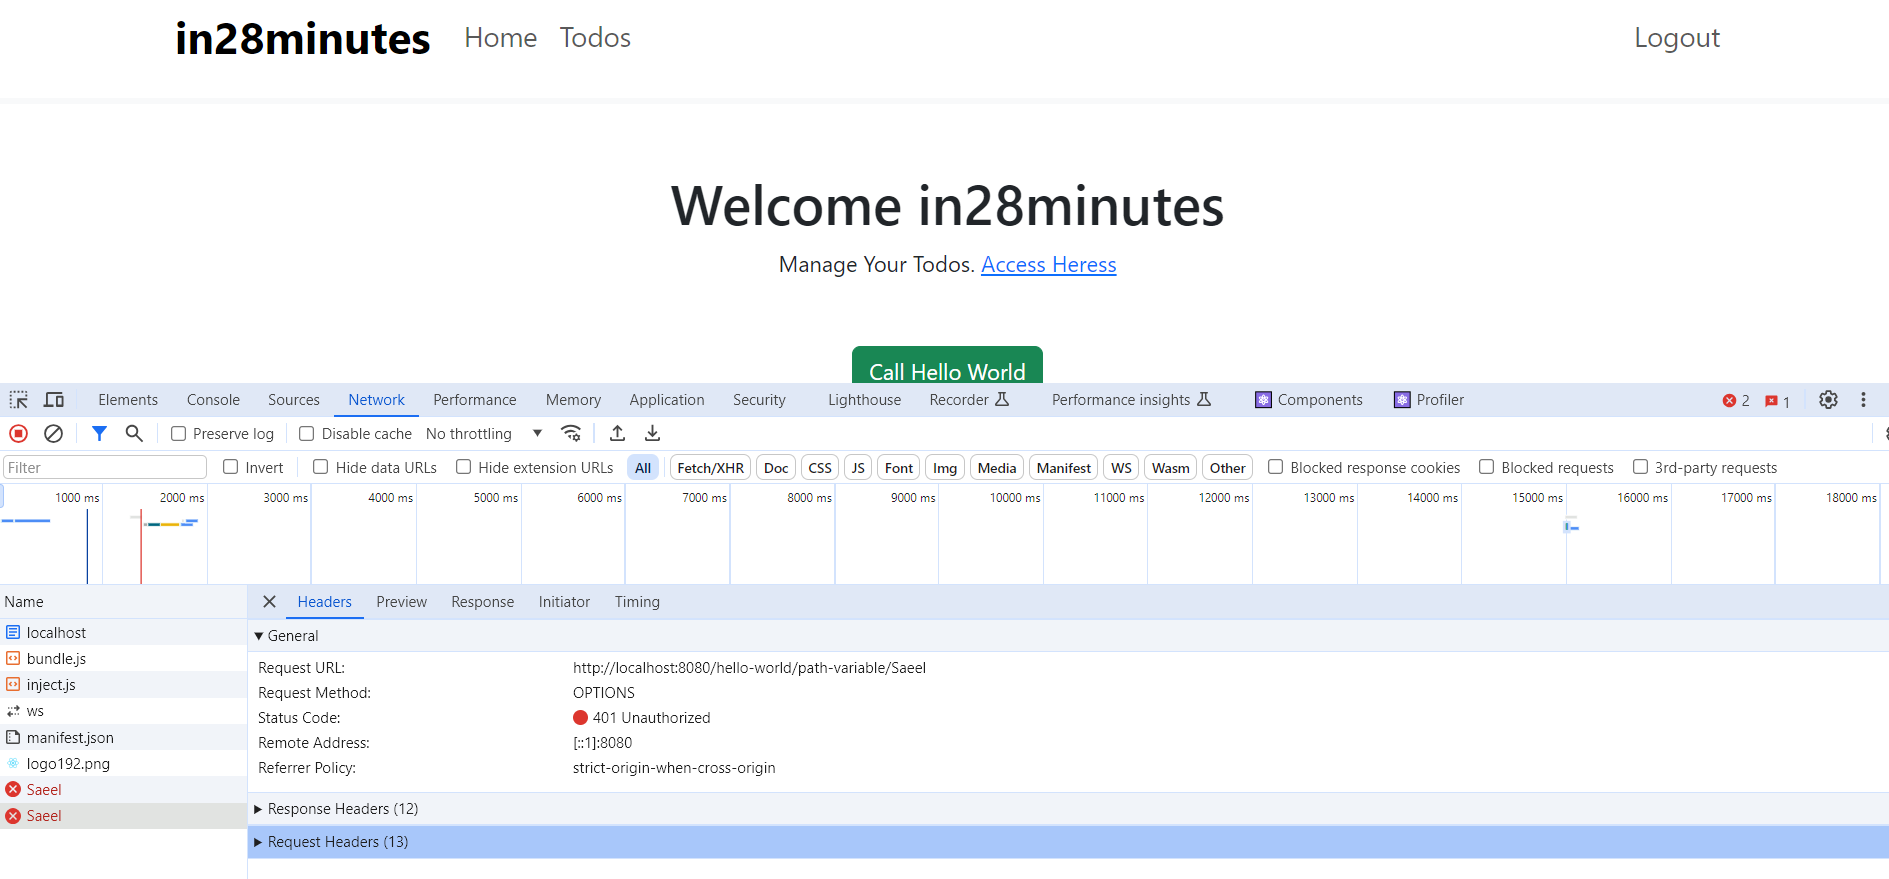 in28minutes Home Todos Logout
Welcome in28minutes
Manage Your Todos. Access Heress
Call Hello World
Elements Console Sources Network Performance Memory Application Security Lighthouse Recorder Performance insights Components Profiler 2 1
Preserve log Disable cache No throttling
Filter Invert Hide data URLs Hide extension URLs All Fetch/XHR Doc CSS JS Font Img Media Manifest WS Wasm Other Blocked response cookies Blocked requests 3rd-party requests
1000 ms 2000 ms 3000 ms 4000 ms 5000 ms 6000 ms 7000 ms 8000 ms 9000 ms 10000 ms 11000 ms 12000 ms 13000 ms 14000 ms 15000 ms 16000 ms 17000 ms 18000 ms
Name
localhost
bundle.js
inject.js
ws
manifest.json
logo192.png
Saeel
Saeel
Headers Preview Response Initiator Timing
General
Request URL: http://localhost:8080/hello-world/path-variable/Saeel
Request Method: OPTIONS
Status Code: 401 Unauthorized
Remote Address: [::1]:8080
Referrer Policy: strict-origin-when-cross-origin
Response Headers (12)
Request Headers (13)